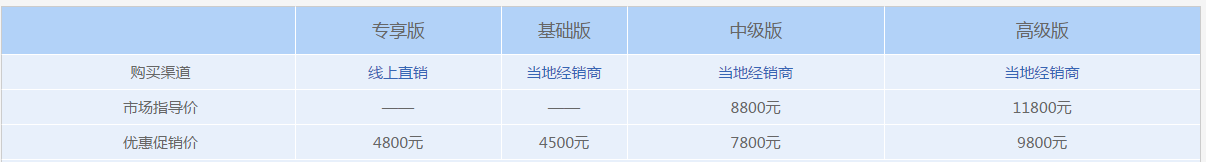 专享版 基础版 中级版 高级版
购买渠道 线上直销 当地经销商 当地经销商 当地经销商
市场指导价 —— —— 8800元 11800元
优惠促销价 4800元 4500元 7800元 9800元